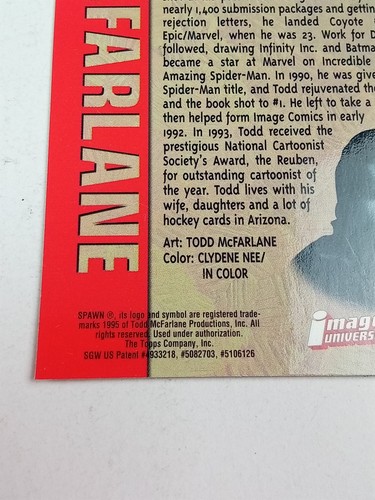 FARLANE
nearly 1,400 submission packages and getting
rejection letters, he landed Coyote
Epic/Marvel, when he was 23. Work for D
followed, drawing Infinity Inc. and Batma
became a star at Marvel on Incredible
Amazing Spider-Man. In 1990, he was give
Spider-Man title, and Todd rejuvenated the
and the book shot to #1. He left to take a
then helped form Image Comics in early
1992. In 1993, Todd received the
prestigious National Cartoonist
Society's Award, the Reuben,
for outstanding cartoonist of
the year. Todd lives with his
wife, daughters and a lot of
hockey cards in Arizona.
Art: TODD McFARLANE
Color: CLYDENE NEE/
IN COLOR
SPAWN ®, its logo and symbol are registered trade-
marks 1995 of Todd McFarlane Productions, Inc. All
rights reserved. Used under authorization.
The Topps Company, Inc.
SGW US Patent #4933218, #5082703, #5106126
image
UNIVERS